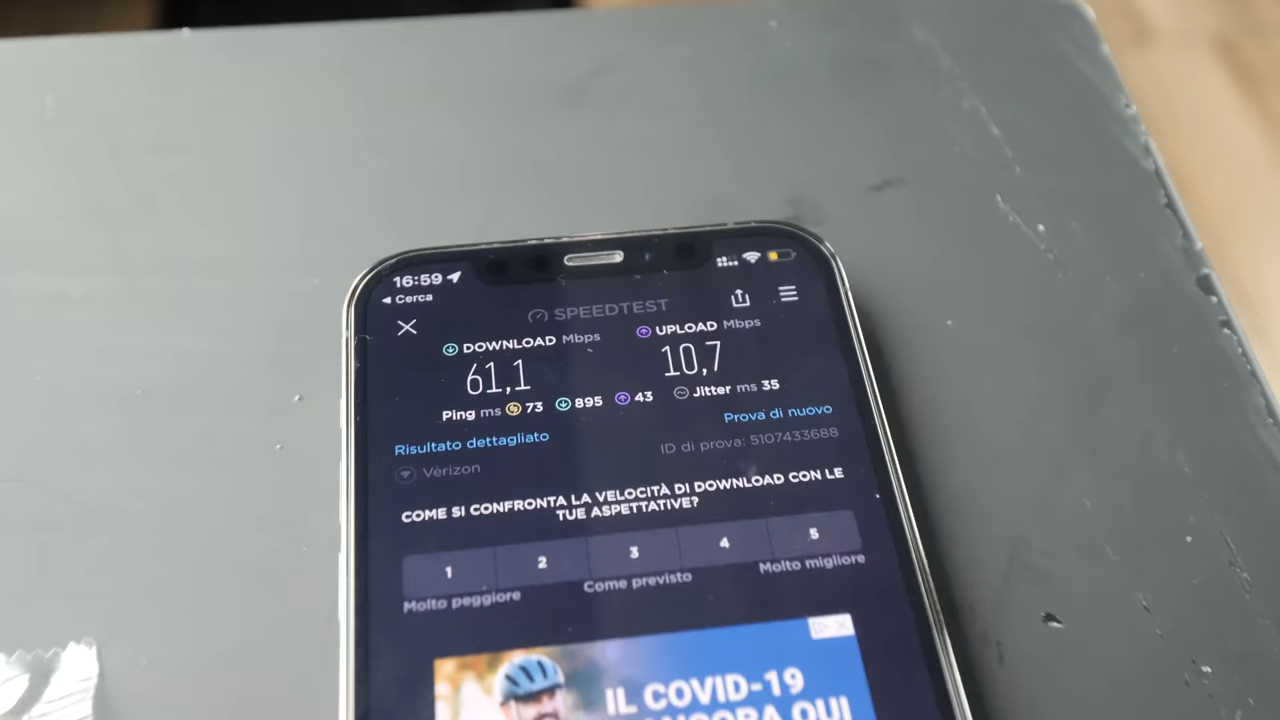 16:59
Cerca
SPEEDTEST
DOWNLOAD Mbps
61,1
UPLOAD Mbps
10,7
Ping ms 73 895 43 Jitter ms 35
Risultato dettagliato
Prova di nuovo
Verizon
ID di prova: 5107433688
COME SI CONFRONTA LA VELOCITÀ DI DOWNLOAD CON LE
TUE ASPETTATIVE?
1 2 3 4 5
Molto peggiore Come previsto Molto migliore
IL COVID-19
ANCORA QUI